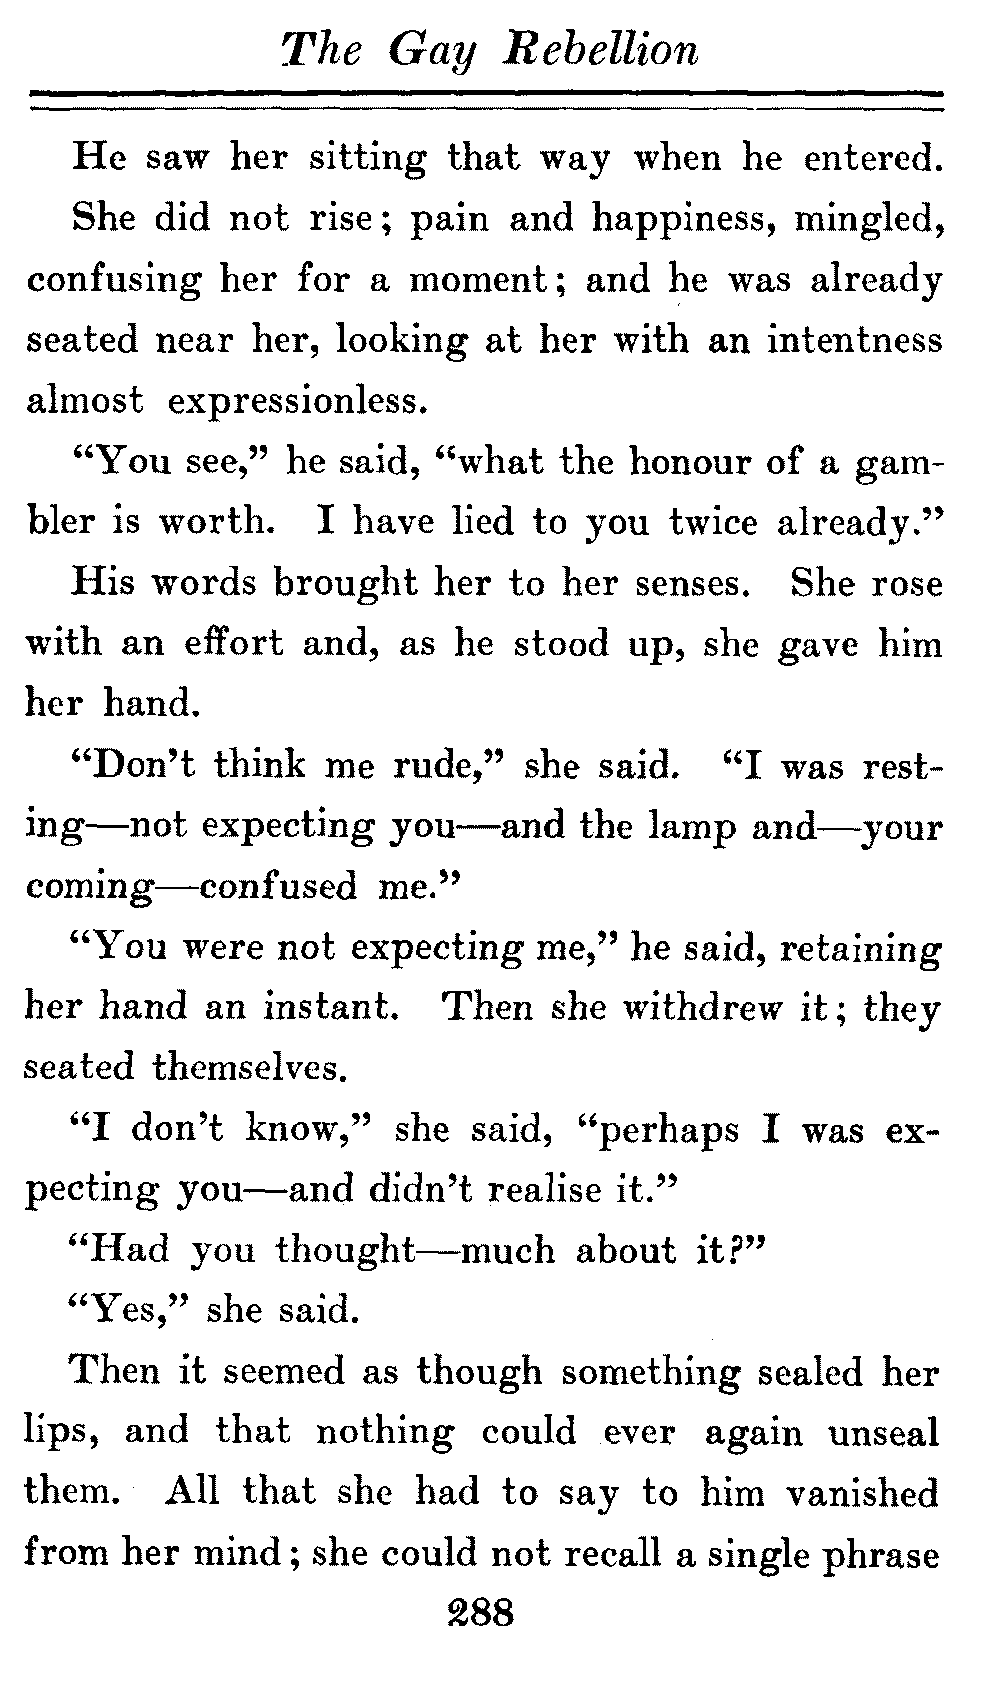 The Gay Rebellion
He saw her sitting that way when he entered.
She did not rise; pain and happiness, mingled,
confusing her for a moment; and he was already
seated near her, looking at her with an intentness
almost expressionless.
“You see,” he said, “what the honour of a gam-
bler is worth. I have lied to you twice already.”
His words brought her to her senses. She rose
with an effort and, as he stood up, she gave him
her hand.
“Don’t think me rude,” she said. “I was rest-
ing—not expecting you—and the lamp and—your
coming—confused me.”
“You were not expecting me,” he said, retaining
her hand an instant. Then she withdrew it; they
seated themselves.
“I don’t know,” she said, “perhaps I was ex-
pecting you—and didn’t realise it.”
“Had you thought—much about it?”
“Yes,” she said.
Then it seemed as though something sealed her
lips, and that nothing could ever again unseal
them. All that she had to say to him vanished
from her mind; she could not recall a single phrase
288